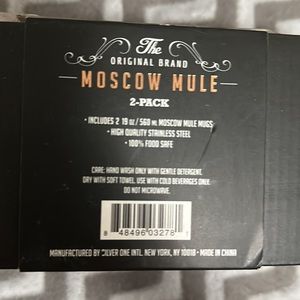 The
ORIGINAL BRAND
MOSCOW MULE
2-PACK
• INCLUDES 2 19 oz/ 560 ML MOSCOW MULE MUGS
• HIGH QUALITY STAINLESS STEEL
• 100% FOOD SAFE
CARE: HAND WASH ONLY WITH GENTLE DETERGENT.
DRY WITH SOFT TOWEL. USE WITH COLD BEVERAGES ONLY.
DO NOT MICROWAVE.
8 48496 03278 7
MANUFACTURED BY SILVER ONE INTL. NEW YORK, NY 10018 • MADE IN CHINA